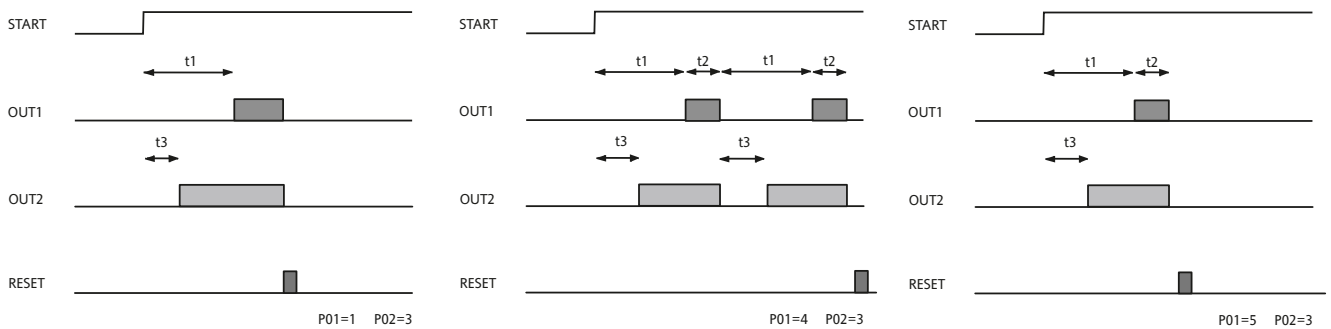 START
t1
OUT1
t3
OUT2
RESET
P01=1 P02=3
START
t1 t2 t1 t2
OUT1
t3 t3
OUT2
RESET
P01=4 P02=3
START
t1 t2
OUT1
t3
OUT2
RESET
P01=5 P02=3